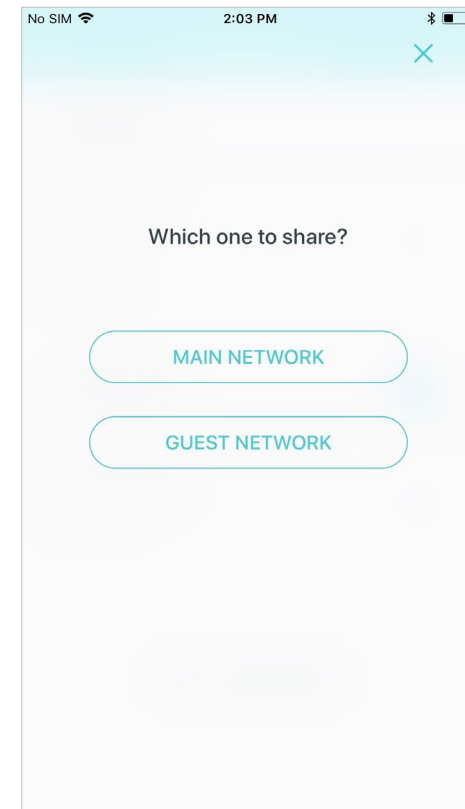 No SIM 2:03 PM
Which one to share?
MAIN NETWORK
GUEST NETWORK